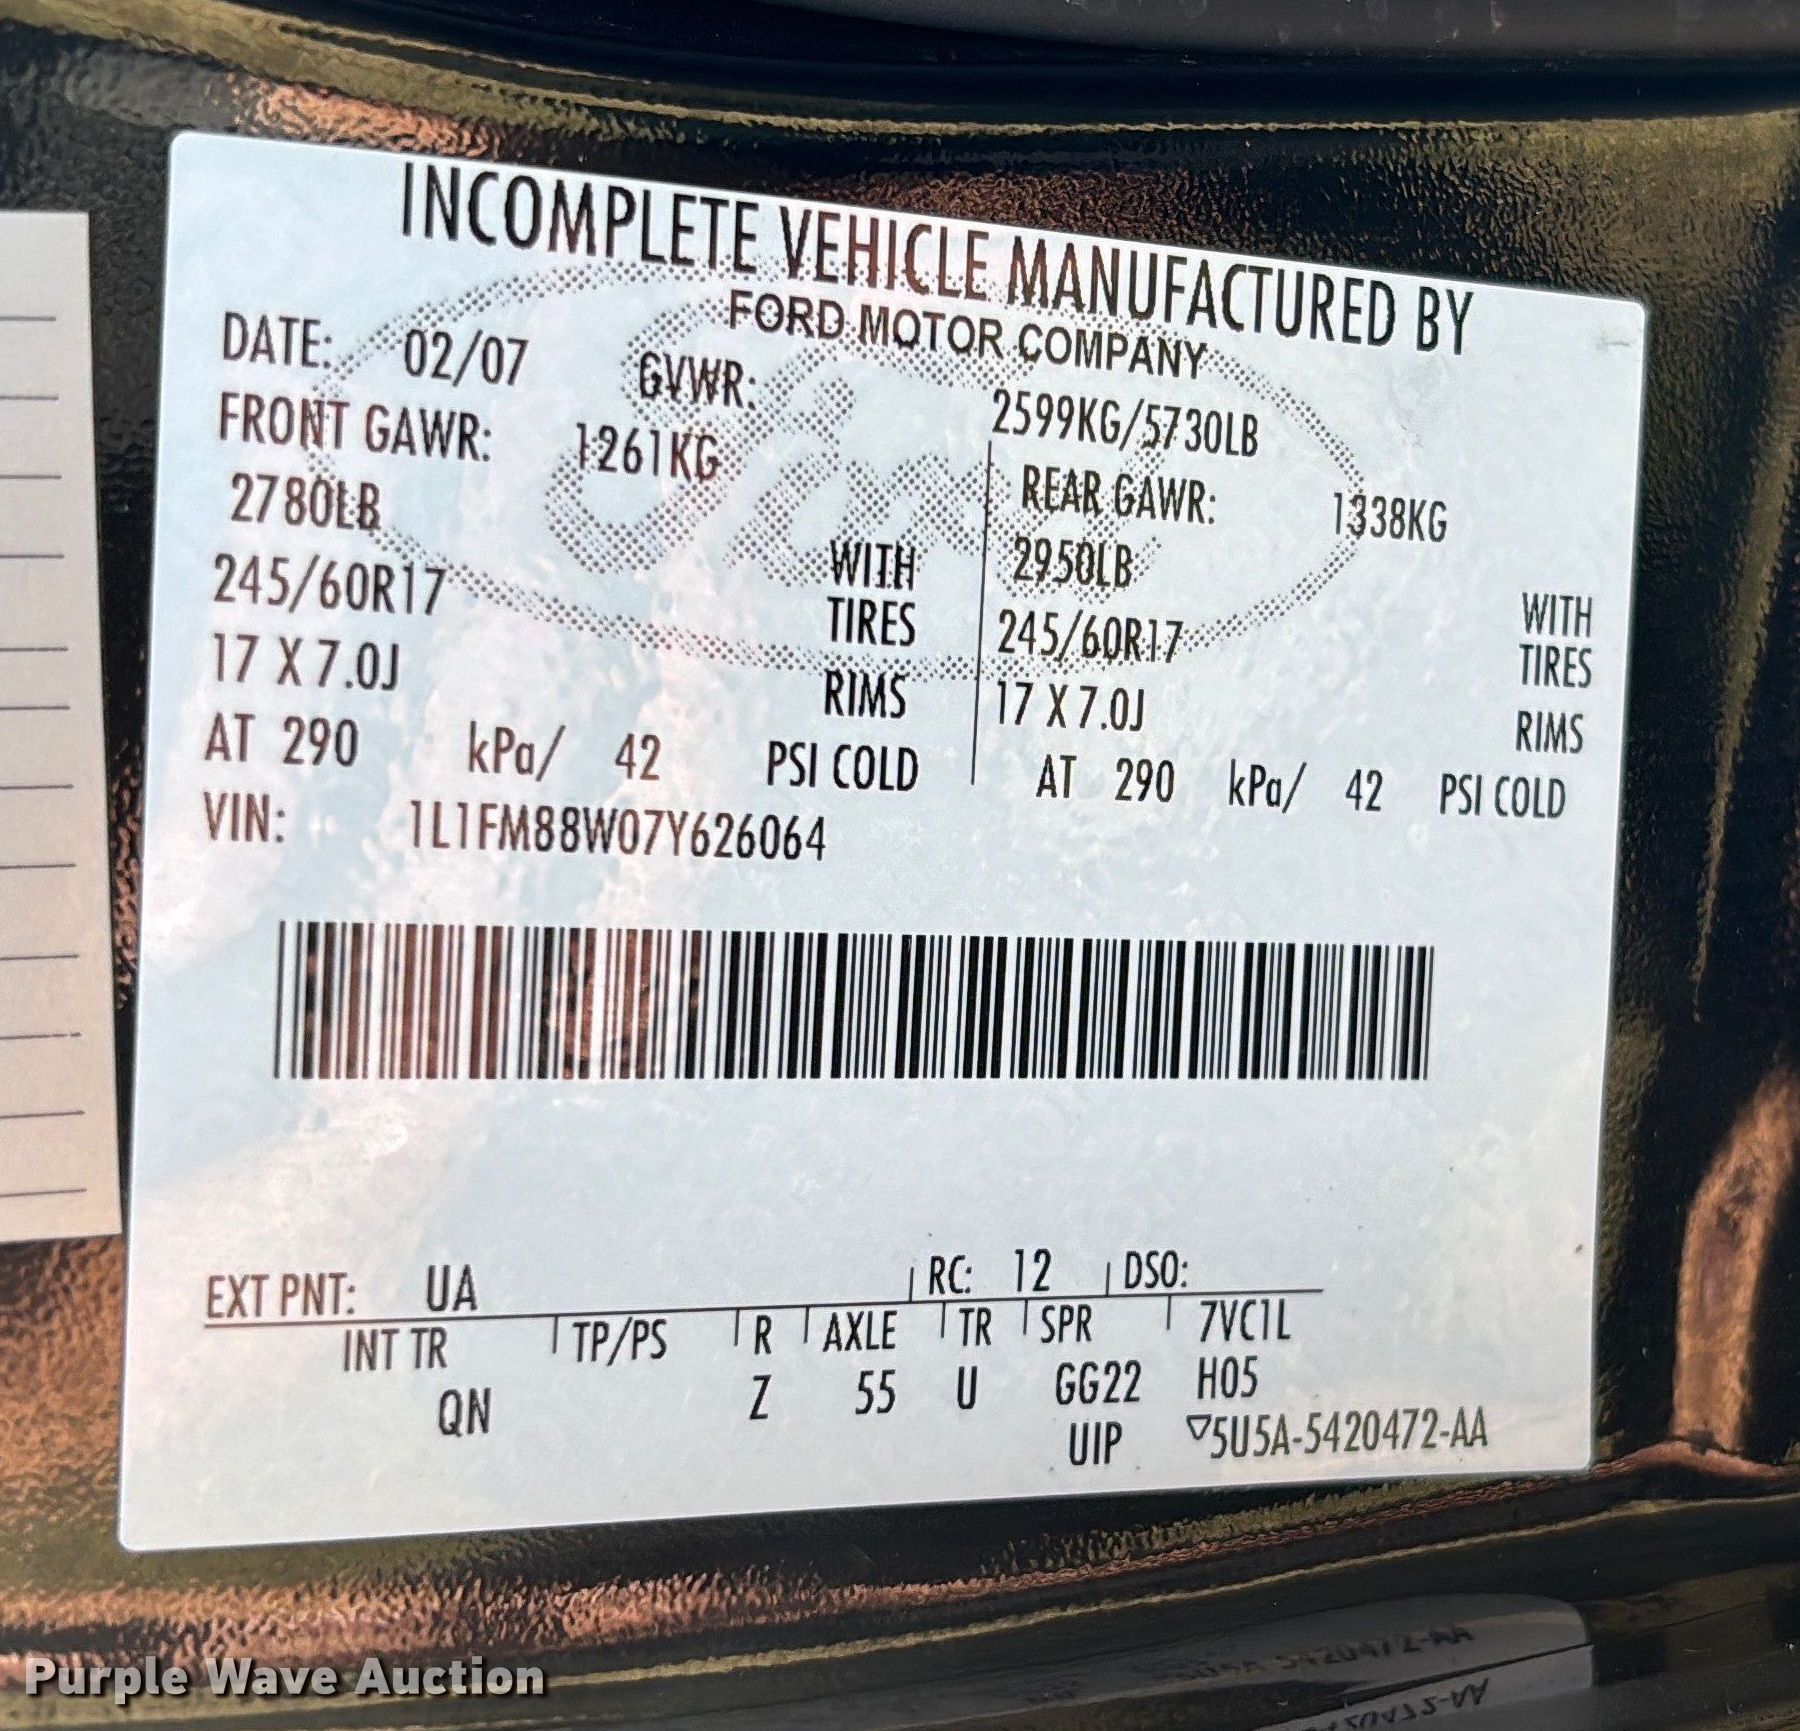 INCOMPLETE VEHICLE MANUFACTURED BY
FORD MOTOR COMPANY
DATE: 02/07 GVWR: 2599KG/5730LB
FRONT GAWR: 1261KG REAR GAWR: 1338KG
2780LB 2950LB
WITH WITH
245/60R17 TIRES 245/60R17 TIRES
17 X 7.0J RIMS 17 X 7.0J RIMS
AT 290 kPa/ 42 PSI COLD AT 290 kPa/ 42 PSI COLD
VIN: 1L1FM88W07Y626064
EXT PNT: UA RC: 12 DSO:
INT TR TP/PS R AXLE TR SPR 7VC1L
QN Z 55 U GG22 H05
UIP ▽5U5A-5420472-AA
Ford
Purple Wave Auction